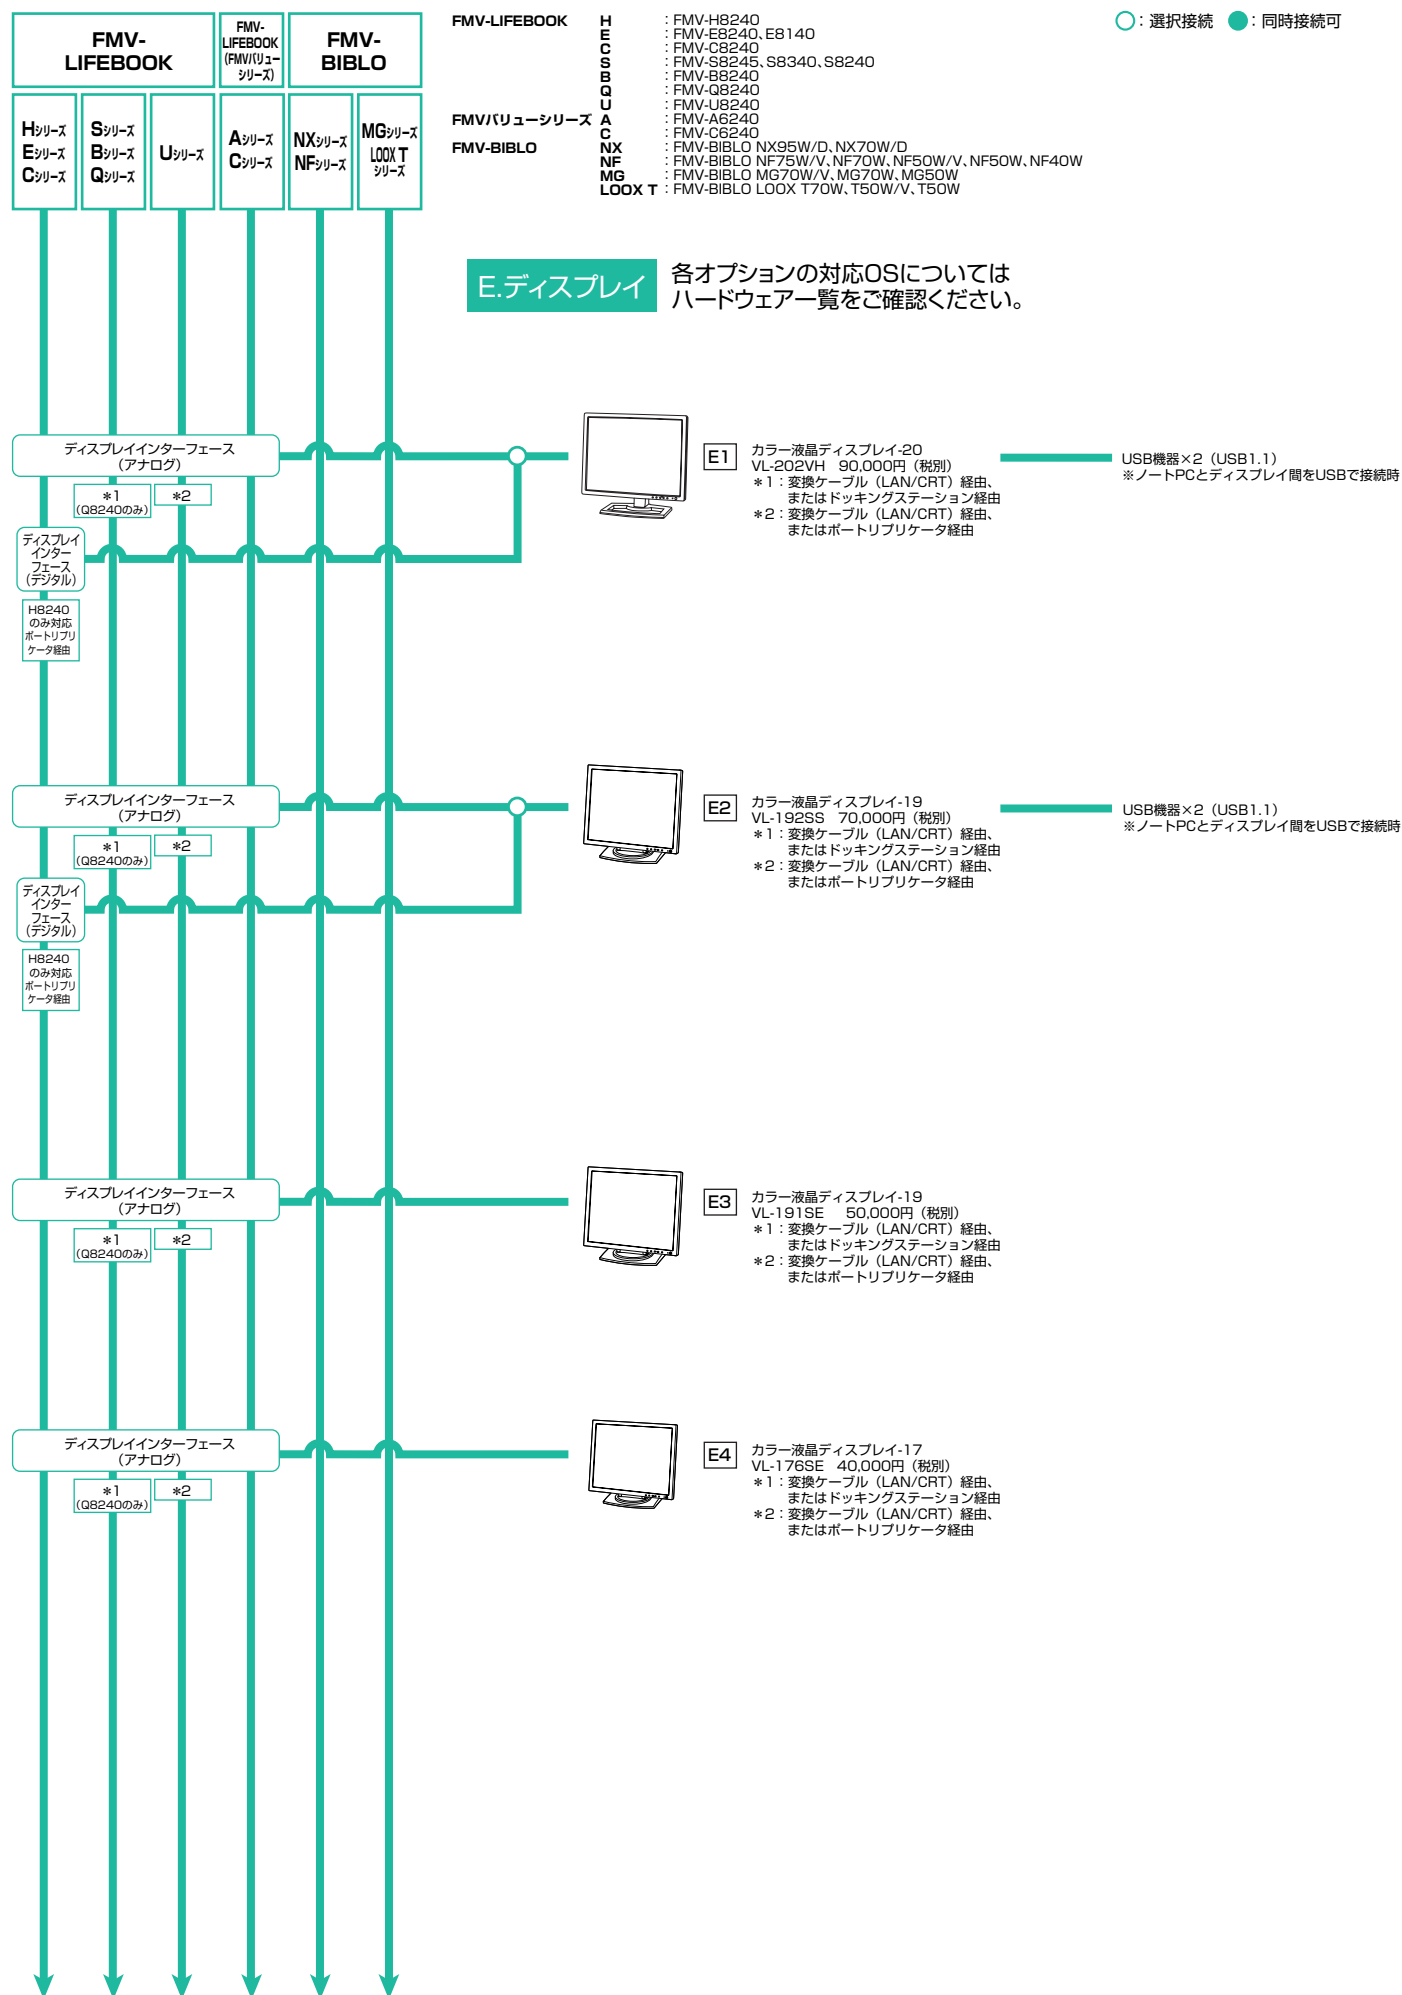 FMV-
LIFEBOOK
FMV-
LIFEBOOK
(FMVバリュー
シリーズ)
FMV-
BIBLO
Hシリーズ
Eシリーズ
Cシリーズ
Sシリーズ
Bシリーズ
Qシリーズ
Uシリーズ
Aシリーズ
Cシリーズ
NXシリーズ
NFシリーズ
MGシリーズ
LOOX T
シリーズ
FMV-LIFEBOOK H : FMV-H8240
E : FMV-E8240、E8140
C : FMV-C8240
S : FMV-S8245、S8340、S8240
B : FMV-B8240
Q : FMV-Q8240
U : FMV-U8240
FMVバリューシリーズ A : FMV-A6240
C : FMV-C6240
FMV-BIBLO NX : FMV-BIBLO NX95W/D、NX70W/D
NF : FMV-BIBLO NF75W/V、NF70W、NF50W/V、NF50W、NF40W
MG : FMV-BIBLO MG70W/V、MG70W、MG50W
LOOX T : FMV-BIBLO LOOX T70W、T50W/V、T50W
：選択接続 ：同時接続可
E.ディスプレイ
各オプションの対応OSについては
ハードウェア一覧をご確認ください。
ディスプレイインターフェース
(アナログ)
*1
(Q8240のみ)
*2
ディスプレイ
インター
フェース
(デジタル)
H8240
のみ対応
ポートリプリ
ケータ経由
E1
カラー液晶ディスプレイ-20
VL-202VH 90,000円（税別）
*1：変換ケーブル（LAN/CRT）経由、
またはドッキングステーション経由
*2：変換ケーブル（LAN/CRT）経由、
またはポートリプリケータ経由
USB機器×2（USB1.1）
※ノートPCとディスプレイ間をUSBで接続時
ディスプレイインターフェース
(アナログ)
*1
(Q8240のみ)
*2
ディスプレイ
インター
フェース
(デジタル)
H8240
のみ対応
ポートリプリ
ケータ経由
E2
カラー液晶ディスプレイ-19
VL-192SS 70,000円（税別）
*1：変換ケーブル（LAN/CRT）経由、
またはドッキングステーション経由
*2：変換ケーブル（LAN/CRT）経由、
またはポートリプリケータ経由
USB機器×2（USB1.1）
※ノートPCとディスプレイ間をUSBで接続時
ディスプレイインターフェース
(アナログ)
*1
(Q8240のみ)
*2
E3
カラー液晶ディスプレイ-19
VL-191SE 50,000円（税別）
*1：変換ケーブル（LAN/CRT）経由、
またはドッキングステーション経由
*2：変換ケーブル（LAN/CRT）経由、
またはポートリプリケータ経由
ディスプレイインターフェース
(アナログ)
*1
(Q8240のみ)
*2
E4
カラー液晶ディスプレイ-17
VL-176SE 40,000円（税別）
*1：変換ケーブル（LAN/CRT）経由、
またはドッキングステーション経由
*2：変換ケーブル（LAN/CRT）経由、
またはポートリプリケータ経由